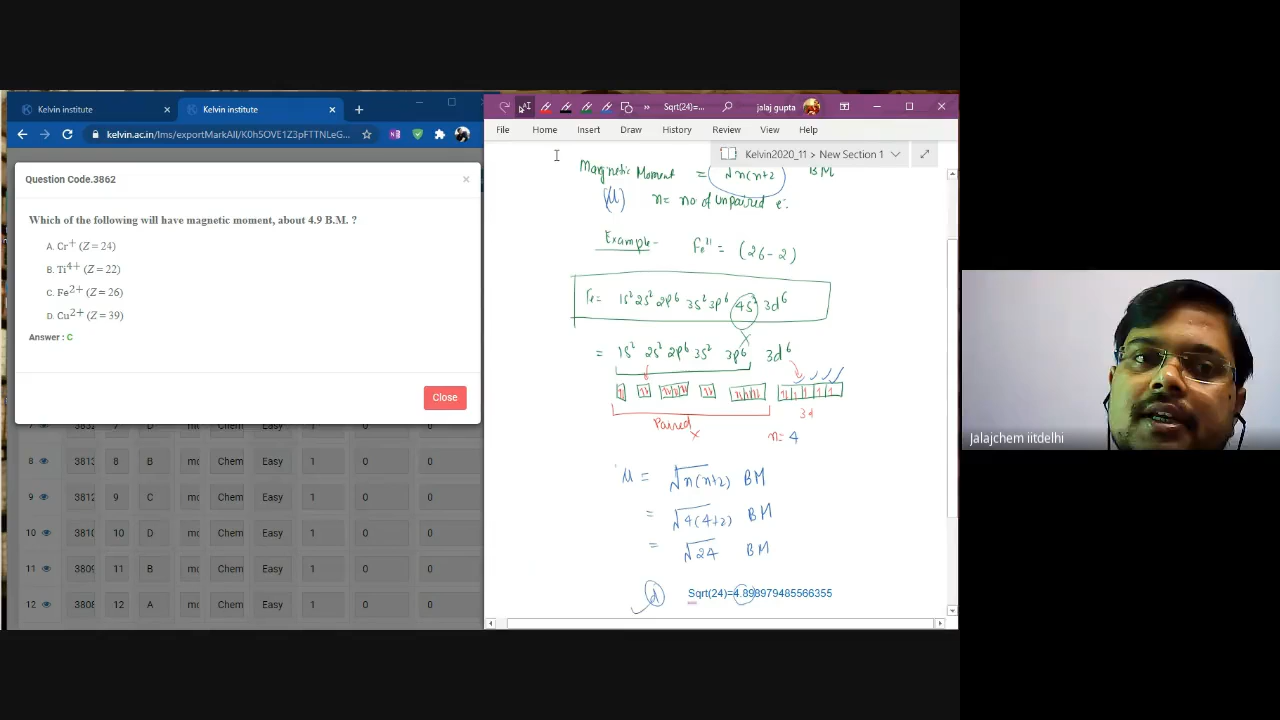 Kelvin institute
Kelvin institute
kelvin.ac.in/lms/exportMarkAll/K0h5OVE1Z3pFTTNLeG...
Question Code.3862
Which of the following will have magnetic moment, about 4.9 B.M. ?
A. Cr⁺ (Z = 24)
B. Ti⁴⁺ (Z = 22)
C. Fe²⁺ (Z = 26)
D. Cu²⁺ (Z = 39)
Answer : C
Close
8 3813 8 B Chem Easy 1 0 0
9 3812 9 C Chem Easy 1 0 0
10 3810 10 D Chem Easy 1 0 0
11 3809 11 B Chem Easy 1 0 0
12 3808 12 A Chem Easy 1 0 0
Sqrt(24)=...
jalaj gupta
File Home Insert Draw History Review View Help
Kelvin2020_11 > New Section 1
Magnetic Moment = √n(n+2 BM
(μ) n= no of unpaired e⁻
Example- Fe" = (26-2)
Fe= 1s² 2s² 2p⁶ 3s² 3p⁶ 4s² 3d⁶
= 1s² 2s² 2p⁶ 3s² 3p⁶ 3d⁶
Paired
n= 4
μ = √n(n+2) BM
= √4(4+2) BM
= √24 BM
Sqrt(24)=4.898979485566355
Jalajchem iitdelhi